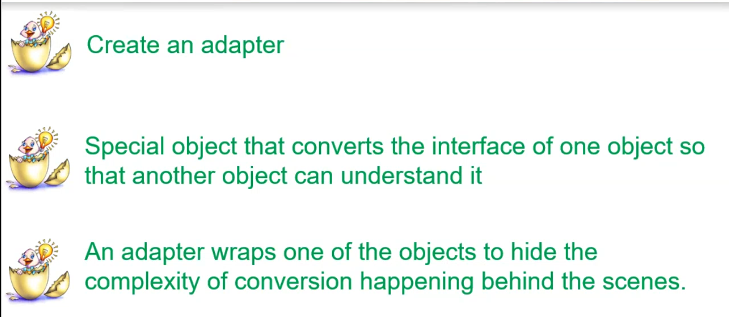 Create an adapter
Special object that converts the interface of one object so
that another object can understand it
An adapter wraps one of the objects to hide the
complexity of conversion happening behind the scenes.